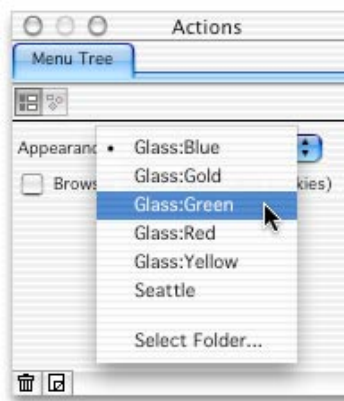 Actions
Menu Tree
Appearanc • Glass:Blue
Glass:Gold
Brows kies)
Glass:Green
Glass:Red
Glass:Yellow
Seattle
Select Folder...